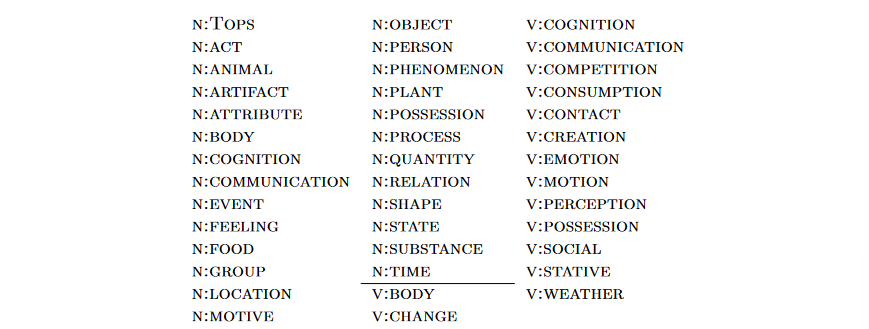 N:TOPS
N:ACT
N:ANIMAL
N:ARTIFACT
N:ATTRIBUTE
N:BODY
N:COGNITION
N:COMMUNICATION
N:EVENT
N:FEELING
N:FOOD
N:GROUP
N:LOCATION
N:MOTIVE
N:OBJECT
N:PERSON
N:PHENOMENON
N:PLANT
N:POSSESSION
N:PROCESS
N:QUANTITY
N:RELATION
N:SHAPE
N:STATE
N:SUBSTANCE
N:TIME
V:BODY
V:CHANGE
V:COGNITION
V:COMMUNICATION
V:COMPETITION
V:CONSUMPTION
V:CONTACT
V:CREATION
V:EMOTION
V:MOTION
V:PERCEPTION
V:POSSESSION
V:SOCIAL
V:STATIVE
V:WEATHER